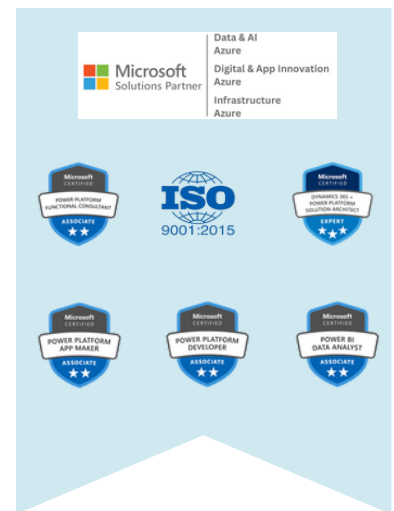 Microsoft
Solutions Partner
Data & AI
Azure
Digital & App Innovation
Azure
Infrastructure
Azure
Microsoft
CERTIFIED
POWER PLATFORM
FUNCTIONAL CONSULTANT
ASSOCIATE
ISO
9001:2015
Microsoft
CERTIFIED
DYNAMICS 365 +
POWER PLATFORM
SOLUTION ARCHITECT
EXPERT
Microsoft
CERTIFIED
POWER PLATFORM
APP MAKER
ASSOCIATE
Microsoft
CERTIFIED
POWER PLATFORM
DEVELOPER
ASSOCIATE
Microsoft
CERTIFIED
POWER BI
DATA ANALYST
ASSOCIATE